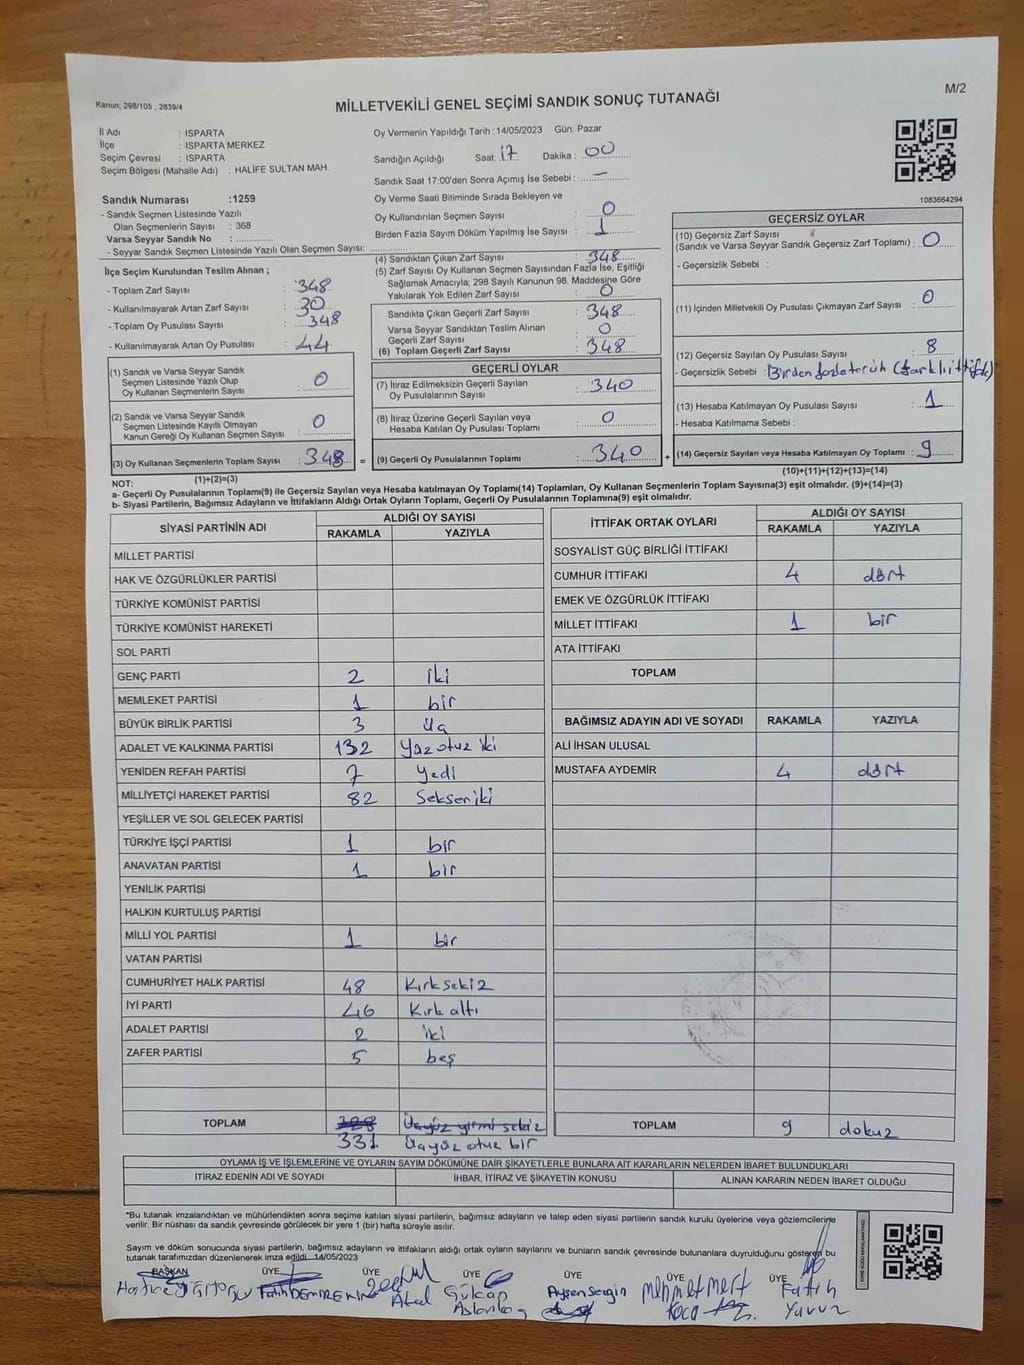 Kanun; 298/105 , 2839/4
MİLLETVEKİLİ GENEL SEÇİMİ SANDIK SONUÇ TUTANAĞI
M/2
İl Adı : ISPARTA
İlçe : ISPARTA MERKEZ
Seçim Çevresi : ISPARTA
Seçim Bölgesi (Mahalle Adı) : HALİFE SULTAN MAH.
Sandık Numarası :1259
- Sandık Seçmen Listesinde Yazılı
Olan Seçmenlerin Sayısı : 368
Varsa Seyyar Sandık No :
- Seyyar Sandık Seçmen Listesinde Yazılı Olan Seçmen Sayısı:
İlçe Seçim Kurulundan Teslim Alınan ;
- Toplam Zarf Sayısı : 348
- Kullanılmayarak Artan Zarf Sayısı : 30
- Toplam Oy Pusulası Sayısı : 348
- Kullanılmayarak Artan Oy Pusulası : 44
(1) Sandık ve Varsa Seyyar Sandık
Seçmen Listesinde Yazılı Olup
Oy Kullanan Seçmenlerin Sayısı : 0
(2) Sandık ve Varsa Seyyar Sandık
Seçmen Listesinde Kayıtlı Olmayan
Kanun Gereği Oy Kullanan Seçmen Sayısı : 0
(3) Oy Kullanan Seçmenlerin Toplam Sayısı : 348 =
(1)+(2)=(3)
Oy Vermenin Yapıldığı Tarih :14/05/2023 Gün: Pazar
Sandığın Açıldığı Saat: 17 Dakika : 00
Sandık Saat 17:00'den Sonra Açımış İse Sebebi : —
Oy Verme Saati Bitiminde Sırada Bekleyen ve
Oy Kullandırılan Seçmen Sayısı : 0
Birden Fazla Sayım Döküm Yapılmış İse Sayısı : 1
(4) Sandıktan Çıkan Zarf Sayısı : 348
(5) Zarf Sayısı Oy Kullanan Seçmen Sayısından Fazla İse, Eşitliği
Sağlamak Amacıyla; 298 Sayılı Kanunun 98. Maddesine Göre
Yakılarak Yok Edilen Zarf Sayısı : 0
Sandıkta Çıkan Geçerli Zarf Sayısı : 348
Varsa Seyyar Sandıktan Teslim Alınan
Geçerli Zarf Sayısı : 0
(6) Toplam Geçerli Zarf Sayısı : 348
GEÇERLİ OYLAR
(7) İtiraz Edilmeksizin Geçerli Sayılan
Oy Pusulalarının Sayısı : 340
(8) İtiraz Üzerine Geçerli Sayılan veya
Hesaba Katılan Oy Pusulası Toplamı : 0
(9) Geçerli Oy Pusulalarının Toplamı : 340 +
1083664294
GEÇERSİZ OYLAR
(10) Geçersiz Zarf Sayısı
(Sandık ve Varsa Seyyar Sandık Geçersiz Zarf Toplamı) : 0
- Geçersizlik Sebebi :
(11) İçinden Milletvekili Oy Pusulası Çıkmayan Zarf Sayısı : 0
(12) Geçersiz Sayılan Oy Pusulası Sayısı : 8
- Geçersizlik Sebebi : Birden fazla tercih (farklı ittifak)
(13) Hesaba Katılmayan Oy Pusulası Sayısı : 1
- Hesaba Katılmama Sebebi :
(14) Geçersiz Sayılan veya Hesaba Katılmayan Oy Toplamı : 9
(10)+(11)+(12)+(13)=(14)
NOT:
a- Geçerli Oy Pusulalarının Toplamı(9) ile Geçersiz Sayılan veya Hesaba katılmayan Oy Pusulası Toplamı(14) Toplamları, Oy Kullanan Seçmenlerin Toplam Sayısına(3) eşit olmalıdır. (9)+(14)=(3)
b- Siyasi Partilerin, Bağımsız Adayların ve İttifakların Aldığı Ortak Oyların Toplamı, Geçerli Oy Pusulalarının Toplamına(9) eşit olmalıdır.
SİYASİ PARTİNİN ADI ALDIĞI OY SAYISI
RAKAMLA YAZIYLA
MİLLET PARTİSİ
HAK VE ÖZGÜRLÜKLER PARTİSİ
TÜRKİYE KOMÜNİST PARTİSİ
TÜRKİYE KOMÜNİST HAREKETİ
SOL PARTİ
GENÇ PARTİ 2 iki
MEMLEKET PARTİSİ 1 bir
BÜYÜK BİRLİK PARTİSİ 3 üç
ADALET VE KALKINMA PARTİSİ 132 Yüz otuz iki
YENİDEN REFAH PARTİSİ 7 yedi
MİLLİYETÇİ HAREKET PARTİSİ 82 Seksen iki
YEŞİLLER VE SOL GELECEK PARTİSİ
TÜRKİYE İŞÇİ PARTİSİ 1 bir
ANAVATAN PARTİSİ 1 bir
YENİLİK PARTİSİ
HALKIN KURTULUŞ PARTİSİ
MİLLİ YOL PARTİSİ 1 bir
VATAN PARTİSİ
CUMHURİYET HALK PARTİSİ 48 Kırk sekiz
İYİ PARTİ 46 Kırk altı
ADALET PARTİSİ 2 iki
ZAFER PARTİSİ 5 beş
TOPLAM 328 Üçyüz yirmi sekiz
331 Üçyüz otuz bir
İTTİFAK ORTAK OYLARI ALDIĞI OY SAYISI
RAKAMLA YAZIYLA
SOSYALİST GÜÇ BİRLİĞİ İTTİFAKI
CUMHUR İTTİFAKI 4 dört
EMEK VE ÖZGÜRLÜK İTTİFAKI
MİLLET İTTİFAKI 1 bir
ATA İTTİFAKI
TOPLAM
BAĞIMSIZ ADAYIN ADI VE SOYADI RAKAMLA YAZIYLA
ALİ İHSAN ULUSAL
MUSTAFA AYDEMİR 4 dört
TOPLAM 9 dokuz
OYLAMA İŞ VE İŞLEMLERİNE VE OYLARIN SAYIM DÖKÜMÜNE DAİR ŞİKAYETLERLE BUNLARA AİT KARARLARIN NELERDEN İBARET BULUNDUKLARI
İTİRAZ EDENİN ADI VE SOYADI İHBAR, İTİRAZ VE ŞİKAYETİN KONUSU ALINAN KARARIN NEDEN İBARET OLDUĞU
*Bu tutanak imzalandıktan ve mühürlendikten sonra seçime katılan siyasi partilerin, bağımsız adayların ve talep eden siyasi partilerin sandık kurulu üyelerine veya gözlemcilerine
verilir. Bir nüshası da sandık çevresinde görülecek bir yere 1 (bir) hafta süreyle asılır.
Sayım ve döküm sonucunda siyasi partilerin, bağımsız adayların ve ittifakların aldığı ortak oyların sayılarını ve bunların sandık çevresinde bulunanlara duyrulduğunu gösteren bu
tutanak tarafımızdan düzenlenerek imza edildi. 14/05/2023
BAŞKAN ÜYE ÜYE ÜYE ÜYE ÜYE ÜYE
Fatih DEMİREKİN Gülcan Aslanbaş Ayşen Sezgin Mehmet Mert Koca Fatih Yavuz